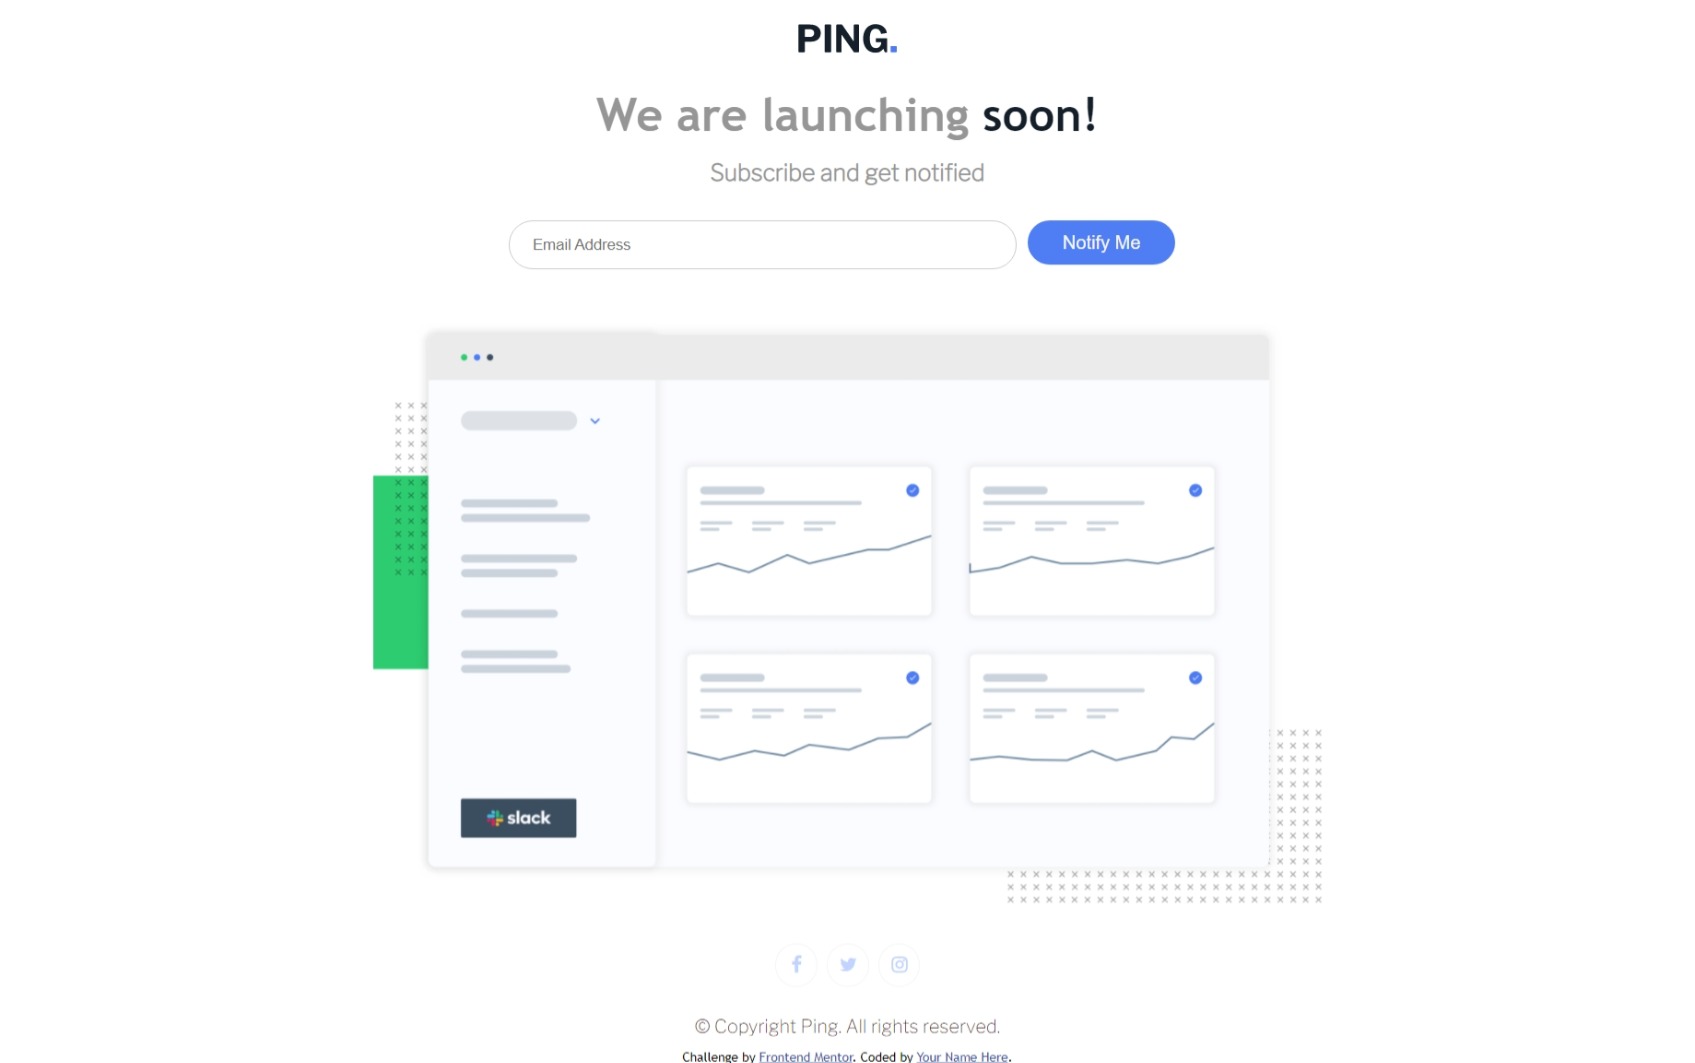 PING.
We are launching soon!
Subscribe and get notified
Email Address
Notify Me
slack
© Copyright Ping. All rights reserved.
Challenge by Frontend Mentor. Coded by Your Name Here.